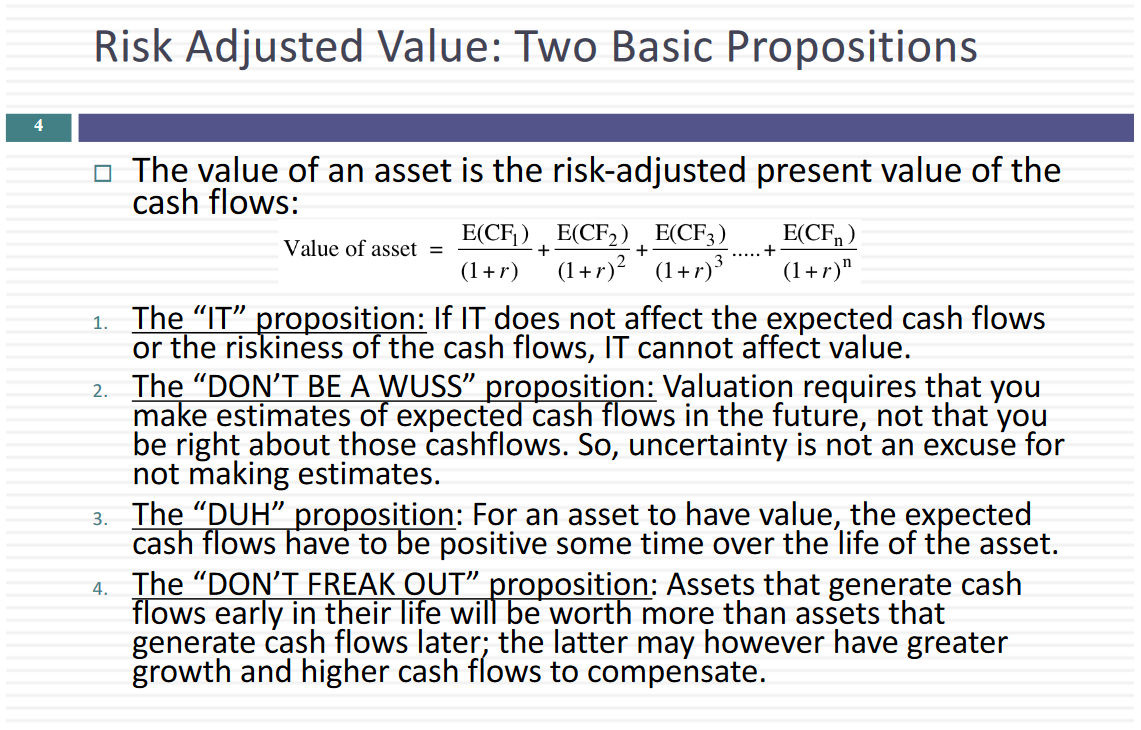 Risk Adjusted Value: Two Basic Propositions
4
The value of an asset is the risk-adjusted present value of the
cash flows:
Value of asset = E(CF₁)/(1+r) + E(CF₂)/(1+r)² + E(CF₃)/(1+r)³ ..... + E(CFₙ)/(1+r)ⁿ
1. The “IT” proposition: If IT does not affect the expected cash flows
or the riskiness of the cash flows, IT cannot affect value.
2. The “DON’T BE A WUSS” proposition: Valuation requires that you
make estimates of expected cash flows in the future, not that you
be right about those cashflows. So, uncertainty is not an excuse for
not making estimates.
3. The “DUH” proposition: For an asset to have value, the expected
cash flows have to be positive some time over the life of the asset.
4. The “DON’T FREAK OUT” proposition: Assets that generate cash
flows early in their life will be worth more than assets that
generate cash flows later; the latter may however have greater
growth and higher cash flows to compensate.